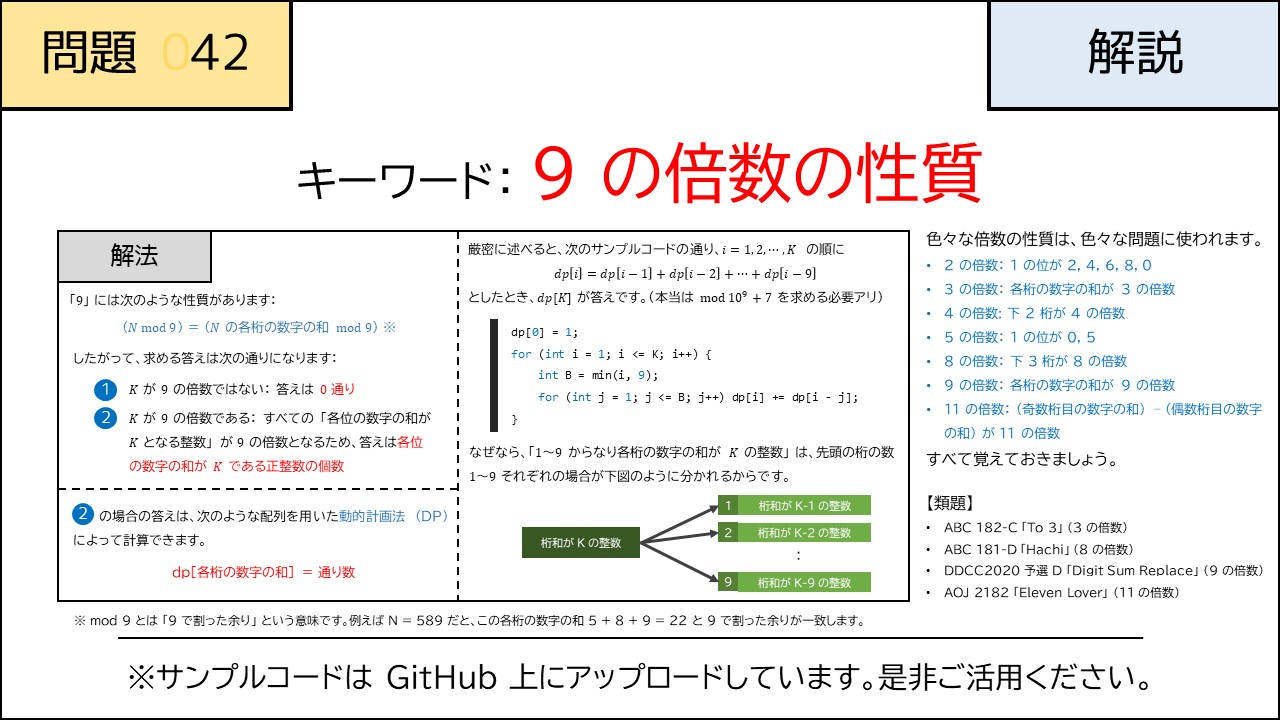 問題 042
解説
キーワード: 9 の倍数の性質
解法
「9」 には次のような性質があります:
(N mod 9) = (N の各桁の数字の和 mod 9) ※
したがって、求める答えは次の通りになります:
1 K が 9 の倍数ではない: 答えは 0 通り
2 K が 9 の倍数である: すべての 「各位の数字の和が
K となる整数」 が 9 の倍数となるため、答えは各位
の数字の和が K である正整数の個数
2 の場合の答えは、次のような配列を用いた動的計画法 (DP)
によって計算できます。
dp[各桁の数字の和] = 通り数
厳密に述べると、次のサンプルコードの通り、i = 1, 2, ⋯, K の順に
dp[i] = dp[i − 1] + dp[i − 2] + ⋯ + dp[i − 9]
としたとき、dp[K] が答えです。(本当は mod 10⁹ + 7 を求める必要アリ)
dp[0] = 1;
for (int i = 1; i <= K; i++) {
int B = min(i, 9);
for (int j = 1; j <= B; j++) dp[i] += dp[i - j];
}
なぜなら、「1～9 からなり各桁の数字の和が K の整数」 は、先頭の桁の数
1～9 それぞれの場合が下図のように分かれるからです。
桁和が K の整数
1 桁和が K-1 の整数
2 桁和が K-2 の整数
:
9 桁和が K-9 の整数
色々な倍数の性質は、色々な問題に使われます。
• 2 の倍数: 1 の位が 2, 4, 6, 8, 0
• 3 の倍数: 各桁の数字の和が 3 の倍数
• 4 の倍数: 下 2 桁が 4 の倍数
• 5 の倍数: 1 の位が 0, 5
• 8 の倍数: 下 3 桁が 8 の倍数
• 9 の倍数: 各桁の数字の和が 9 の倍数
• 11 の倍数: (奇数桁目の数字の和) − (偶数桁目の数字
の和) が 11 の倍数
すべて覚えておきましょう。
【類題】
• ABC 182-C 「To 3」 (3 の倍数)
• ABC 181-D 「Hachi」 (8 の倍数)
• DDCC2020 予選 D 「Digit Sum Replace」 (9 の倍数)
• AOJ 2182 「Eleven Lover」 (11 の倍数)
※ mod 9 とは 「9 で割った余り」 という意味です。例えば N = 589 だと、この各桁の数字の和 5 + 8 + 9 = 22 と 9 で割った余りが一致します。
※サンプルコードは GitHub 上にアップロードしています。是非ご活用ください。